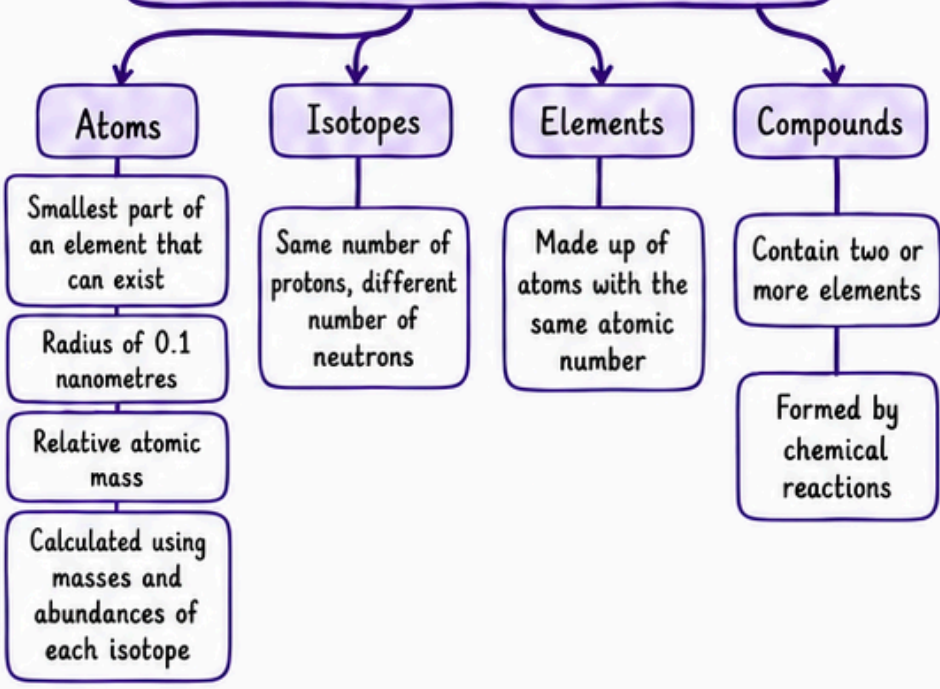 Atoms
Smallest part of
an element that
can exist
Radius of 0.1
nanometres
Relative atomic
mass
Calculated using
masses and
abundances of
each isotope
Isotopes
Same number of
protons, different
number of
neutrons
Elements
Made up of
atoms with the
same atomic
number
Compounds
Contain two or
more elements
Formed by
chemical
reactions